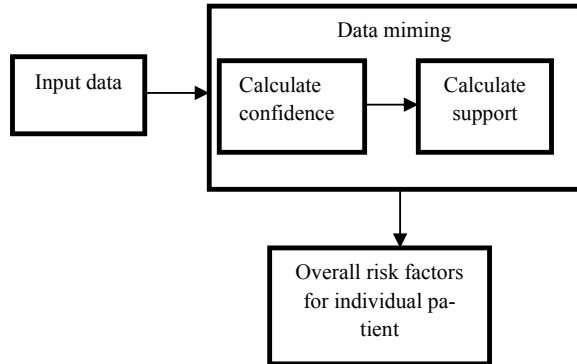 Data miming
Input data
Calculate
confidence
Calculate
support
Overall risk factors
for individual pa-
tient